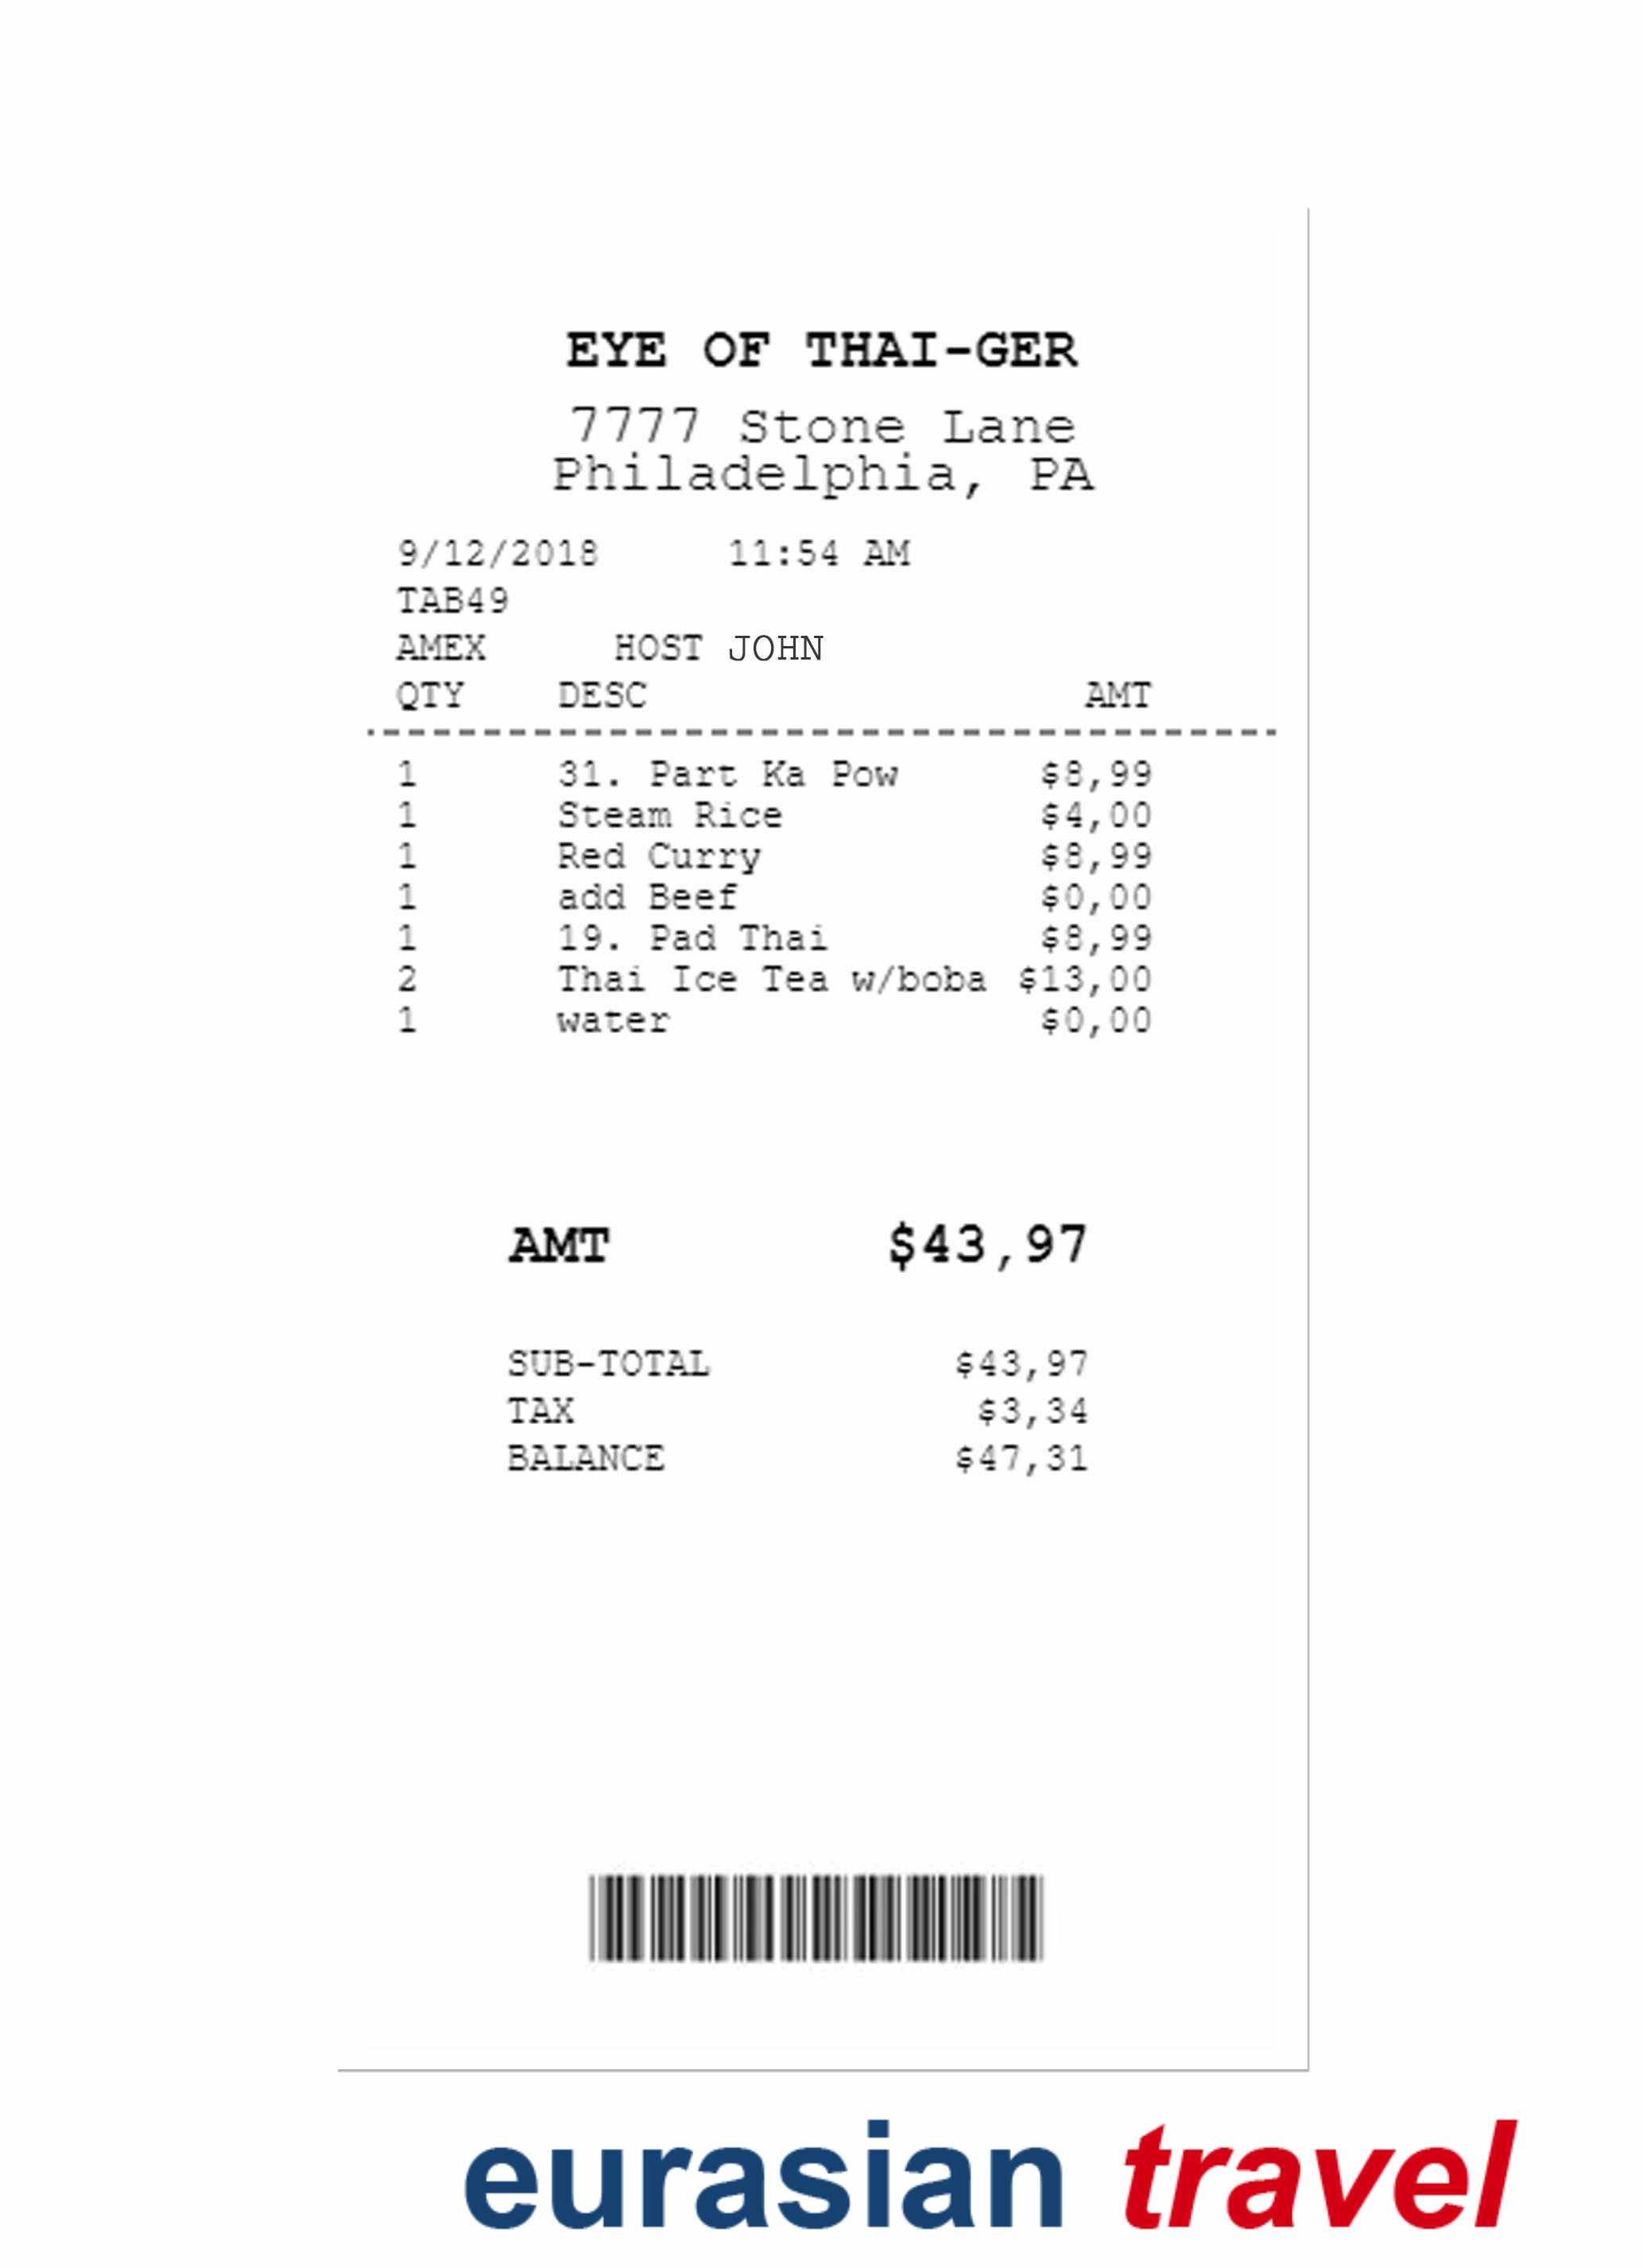 EYE OF THAI-GER
7777 Stone Lane
Philadelphia, PA
9/12/2018 11:54 AM
TAB49
AMEX HOST JOHN
QTY DESC AMT
1 31. Part Ka Pow $8,99
1 Steam Rice $4,00
1 Red Curry $8,99
1 add Beef $0,00
1 19. Pad Thai $8,99
2 Thai Ice Tea w/boba $13,00
1 water $0,00
AMT $43,97
SUB-TOTAL $43,97
TAX $3,34
BALANCE $47,31
eurasian travel